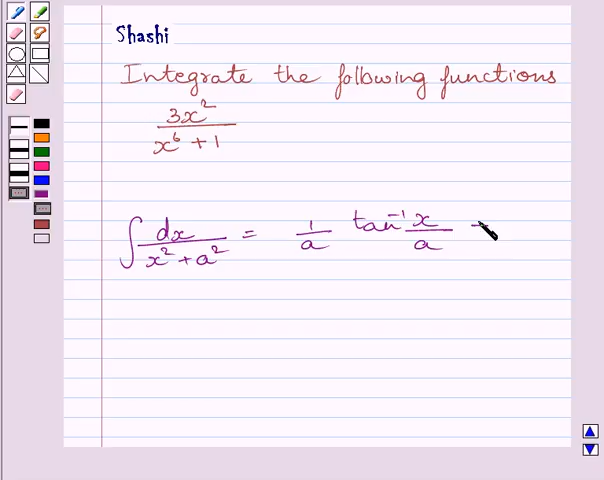 Shashi
Integrate the following functions
3x²/(x⁶ + 1)
∫ dx/(x² + a²) = 1/a tan⁻¹ x/a